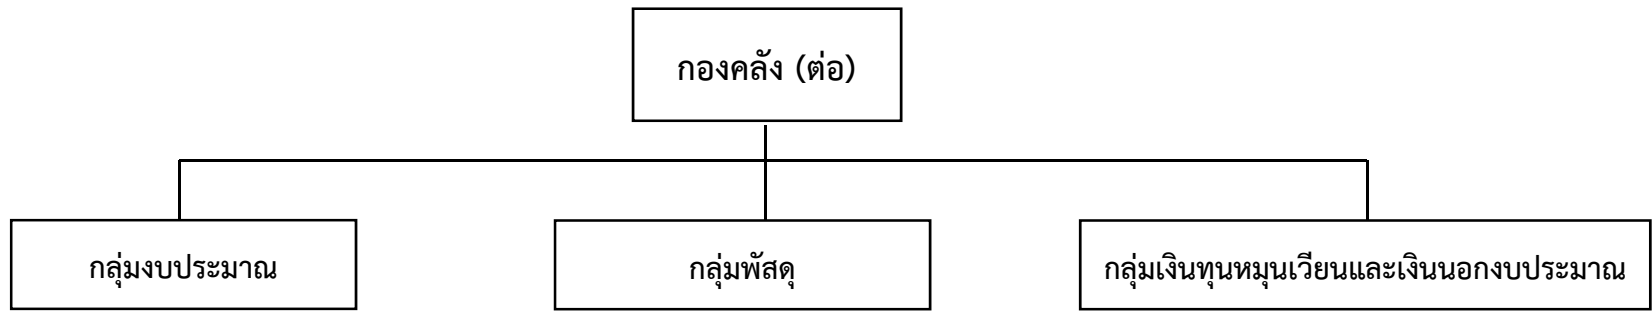 กองคลัง (ต่อ)
กลุ่มงบประมาณ
กลุ่มพัสดุ
กลุ่มเงินทุนหมุนเวียนและเงินนอกงบประมาณ